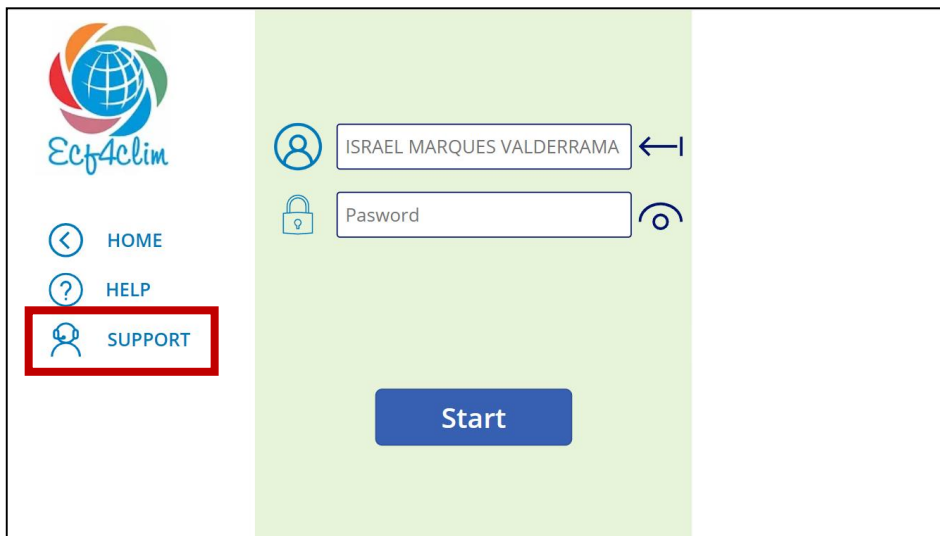 Ecf4clim
HOME
HELP
SUPPORT
ISRAEL MARQUES VALDERRAMA
Pasword
Start